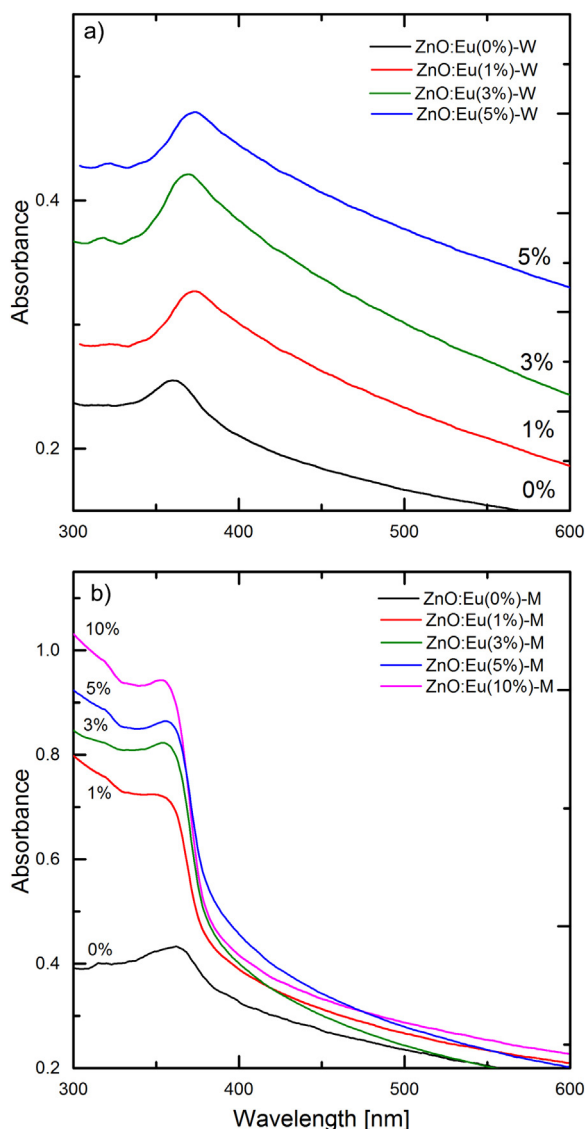 a)
ZnO:Eu(0%)-W
ZnO:Eu(1%)-W
ZnO:Eu(3%)-W
ZnO:Eu(5%)-W
0.4
0.2
Absorbance
5%
3%
1%
0%
300 400 500 600
b)
ZnO:Eu(0%)-M
ZnO:Eu(1%)-M
ZnO:Eu(3%)-M
ZnO:Eu(5%)-M
ZnO:Eu(10%)-M
10%
5%
3%
1%
0%
1.0
0.8
0.6
0.4
0.2
Absorbance
300 400 500 600
Wavelength [nm]